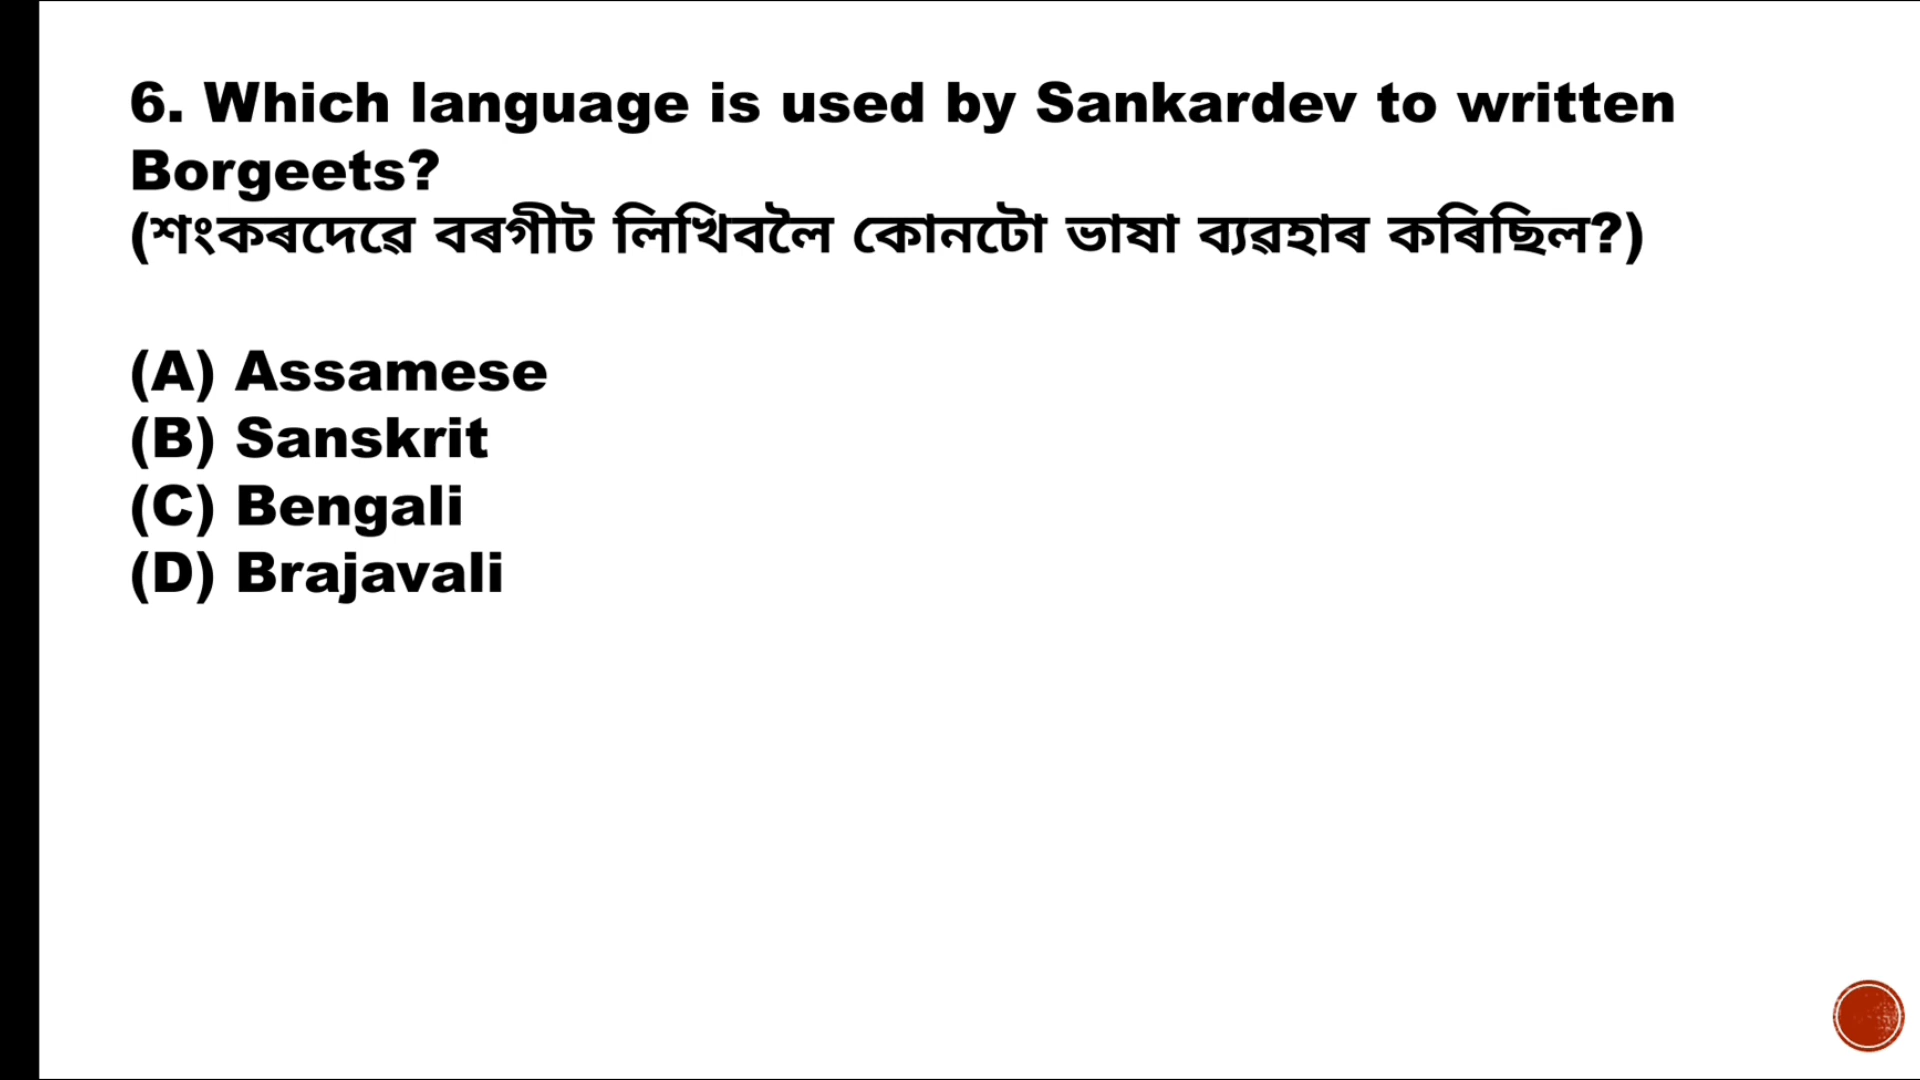 6. Which language is used by Sankardev to written
Borgeets?
(শংকৰদেৱে বৰগীট লিখিবলৈ কোনটো ভাষা ব্যৱহাৰ কৰিছিল?)
(A) Assamese
(B) Sanskrit
(C) Bengali
(D) Brajavali